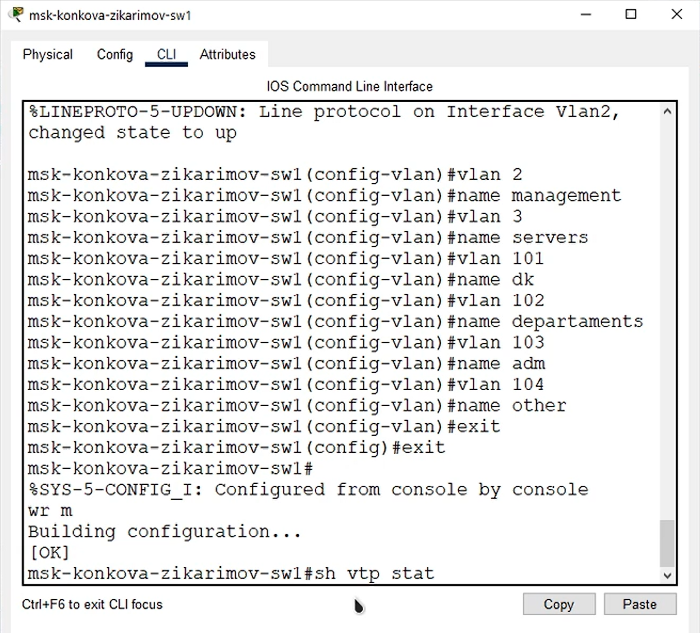 msk-konkova-zikarimov-sw1
Physical Config CLI Attributes
IOS Command Line Interface
%LINEPROTO-5-UPDOWN: Line protocol on Interface Vlan2,
changed state to up
msk-konkova-zikarimov-sw1(config-vlan)#vlan 2
msk-konkova-zikarimov-sw1(config-vlan)#name management
msk-konkova-zikarimov-sw1(config-vlan)#vlan 3
msk-konkova-zikarimov-sw1(config-vlan)#name servers
msk-konkova-zikarimov-sw1(config-vlan)#vlan 101
msk-konkova-zikarimov-sw1(config-vlan)#name dk
msk-konkova-zikarimov-sw1(config-vlan)#vlan 102
msk-konkova-zikarimov-sw1(config-vlan)#name departaments
msk-konkova-zikarimov-sw1(config-vlan)#vlan 103
msk-konkova-zikarimov-sw1(config-vlan)#name adm
msk-konkova-zikarimov-sw1(config-vlan)#vlan 104
msk-konkova-zikarimov-sw1(config-vlan)#name other
msk-konkova-zikarimov-sw1(config-vlan)#exit
msk-konkova-zikarimov-sw1(config)#exit
msk-konkova-zikarimov-sw1#
%SYS-5-CONFIG_I: Configured from console by console
wr m
Building configuration...
[OK]
msk-konkova-zikarimov-sw1#sh vtp stat
Ctrl+F6 to exit CLI focus
Copy Paste